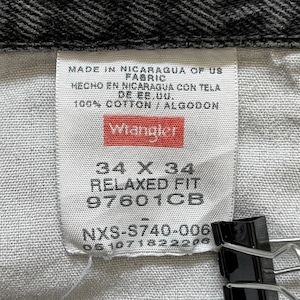 MADE IN NICARAGUA OF US
FABRIC
HECHO EN NICARAGUA CON TELA
DE EE.UU.
100% COTTON / ALGODON
Wrangler
34 X 34
RELAXED FIT
97601CB
-
NXS-S740-006
051071822206